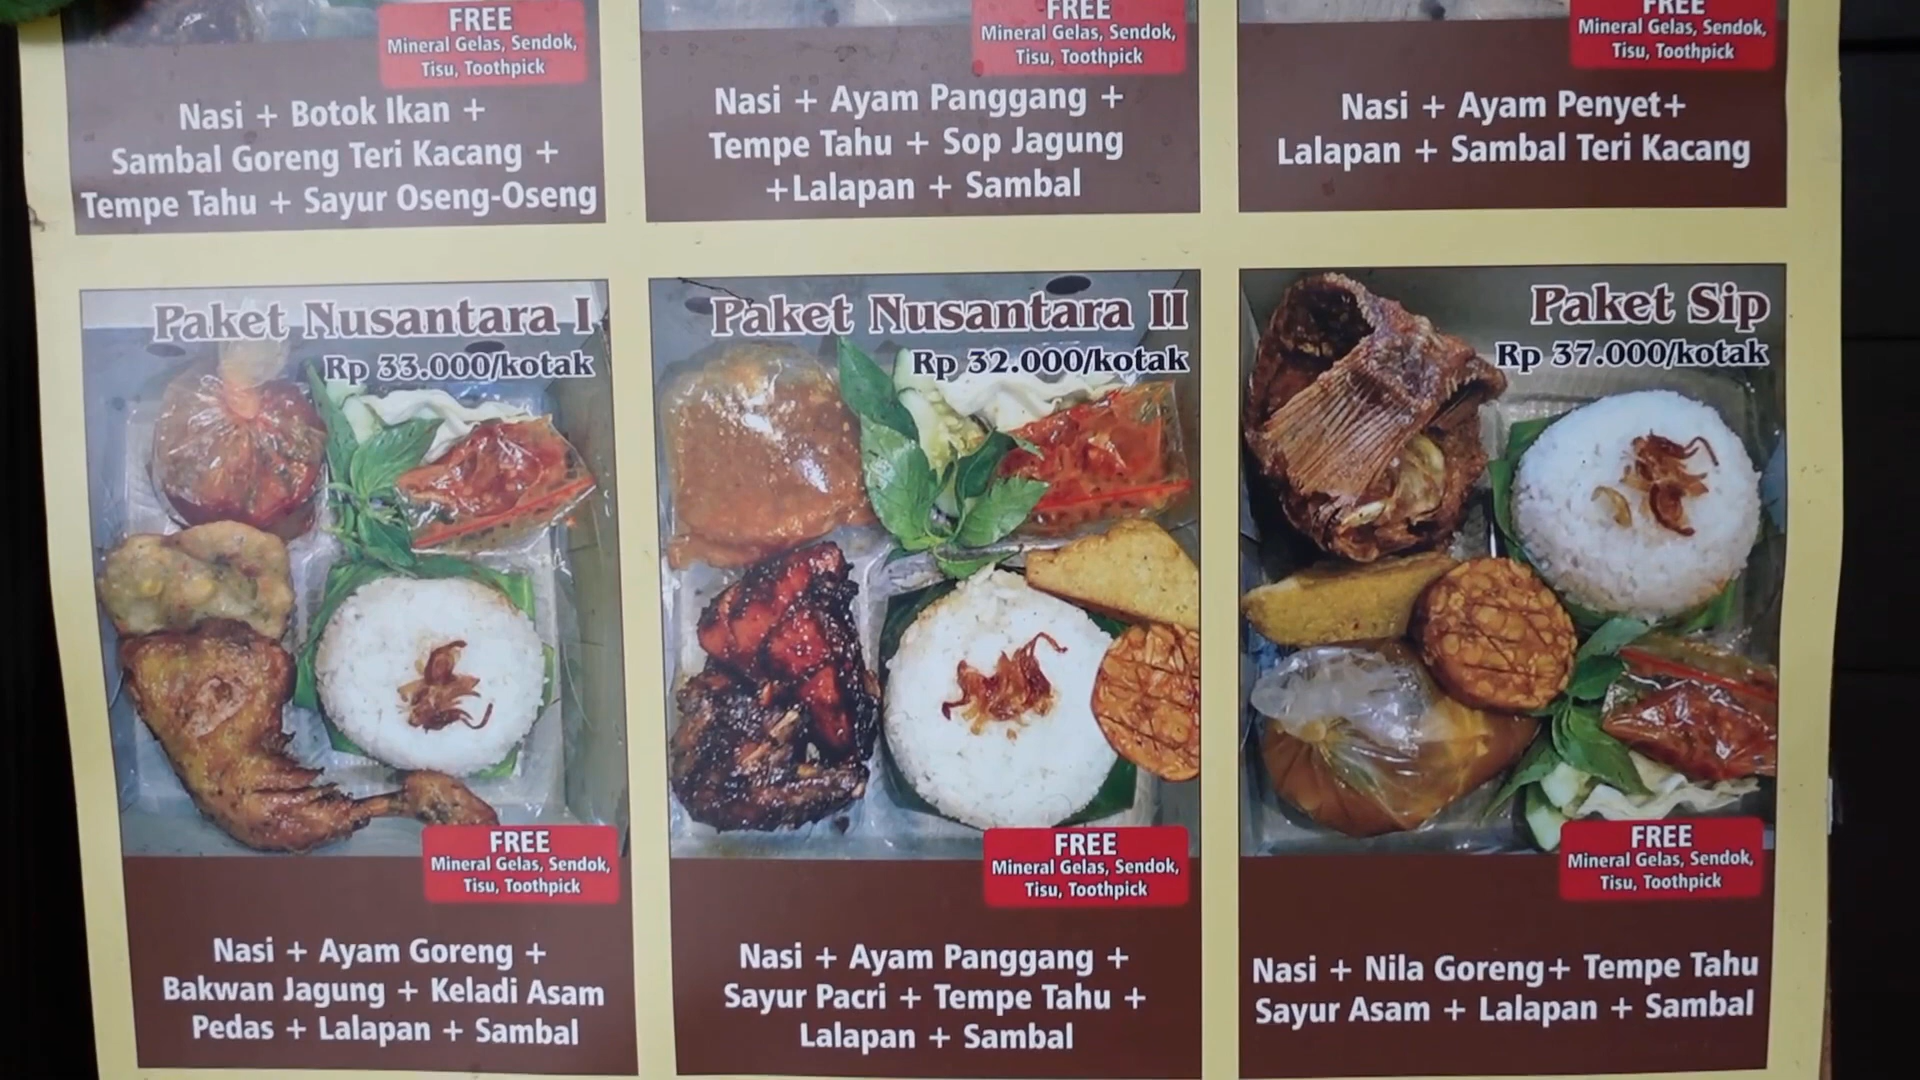 FREE
Mineral Gelas, Sendok,
Tisu, Toothpick
Nasi + Botok Ikan +
Sambal Goreng Teri Kacang +
Tempe Tahu + Sayur Oseng-Oseng
FREE
Mineral Gelas, Sendok,
Tisu, Toothpick
Nasi + Ayam Panggang +
Tempe Tahu + Sop Jagung
+Lalapan + Sambal
FREE
Mineral Gelas, Sendok,
Tisu, Toothpick
Nasi + Ayam Penyet+
Lalapan + Sambal Teri Kacang
Paket Nusantara I
Rp 33.000/kotak
FREE
Mineral Gelas, Sendok,
Tisu, Toothpick
Nasi + Ayam Goreng +
Bakwan Jagung + Keladi Asam
Pedas + Lalapan + Sambal
Paket Nusantara II
Rp 32.000/kotak
FREE
Mineral Gelas, Sendok,
Tisu, Toothpick
Nasi + Ayam Panggang +
Sayur Pacri + Tempe Tahu +
Lalapan + Sambal
Paket Sip
Rp 37.000/kotak
FREE
Mineral Gelas, Sendok,
Tisu, Toothpick
Nasi + Nila Goreng+ Tempe Tahu
Sayur Asam + Lalapan + Sambal